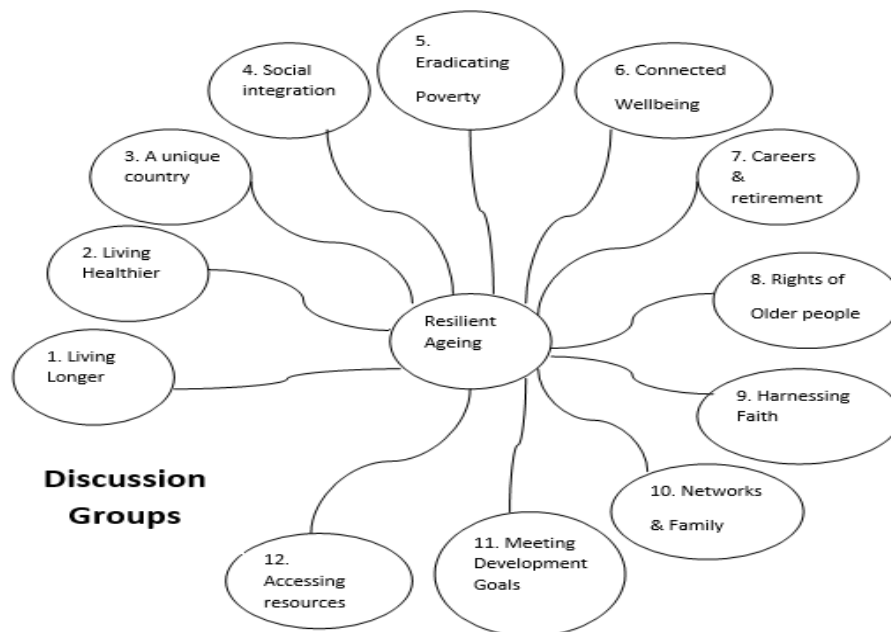 5.
Eradicating
Poverty
4. Social
integration
6. Connected
Wellbeing
3. A unique
country
7. Careers
&
retirement
2. Living
Healthier
8. Rights of
Older people
Resilient
Ageing
1. Living
Longer
9. Harnessing
Faith
Discussion
Groups
10. Networks
& Family
11. Meeting
Development
Goals
12.
Accessing
resources